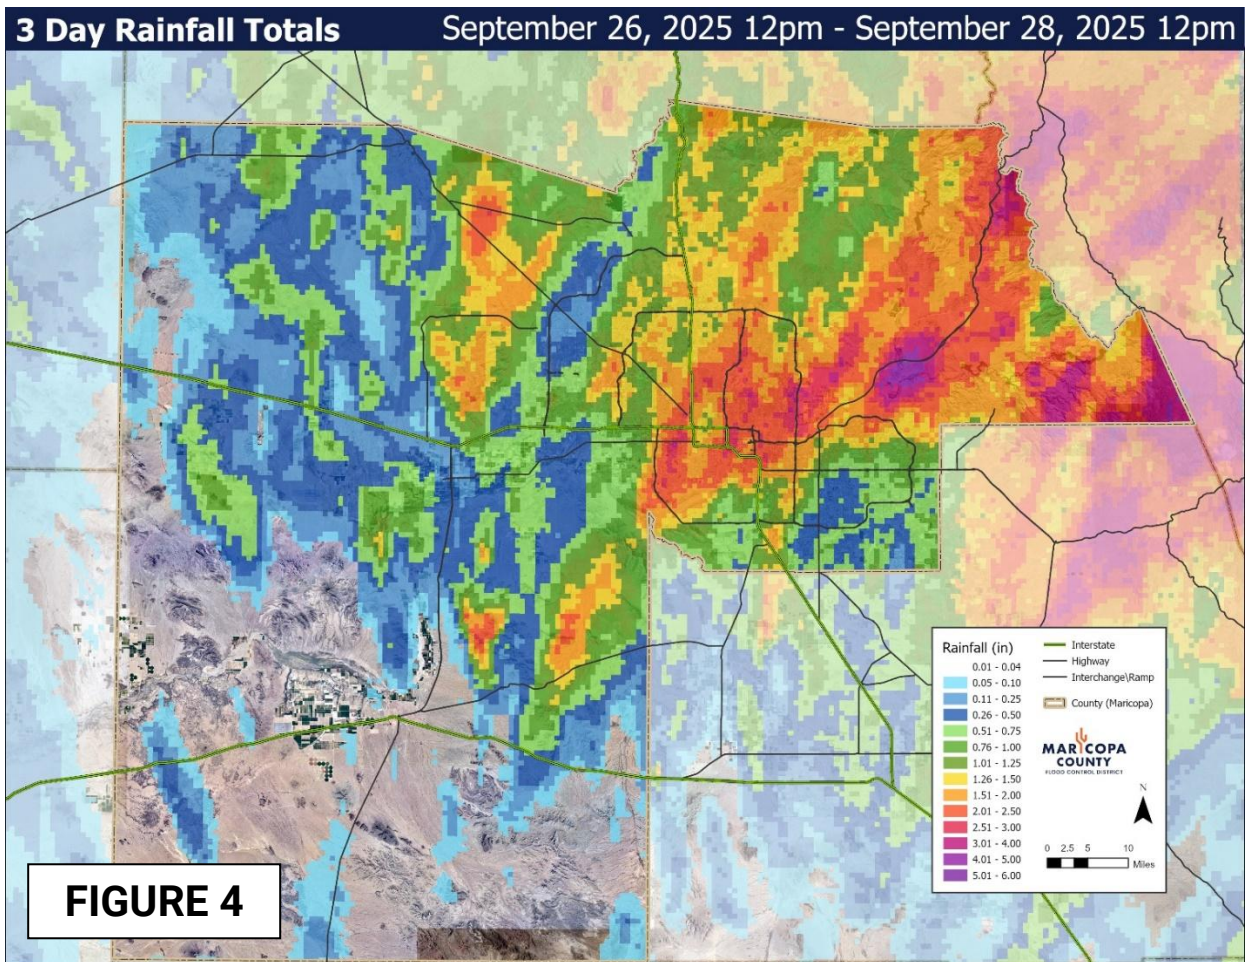 3 Day Rainfall Totals
September 26, 2025 12pm - September 28, 2025 12pm
Rainfall (in)
0.01 - 0.04
0.05 - 0.10
0.11 - 0.25
0.26 - 0.50
0.51 - 0.75
0.76 - 1.00
1.01 - 1.25
1.26 - 1.50
1.51 - 2.00
2.01 - 2.50
2.51 - 3.00
3.01 - 4.00
4.01 - 5.00
5.01 - 6.00
Interstate
Highway
Interchange\Ramp
County (Maricopa)
MARICOPA
COUNTY
FLOOD CONTROL DISTRICT
N
0 2.5 5 10
Miles
FIGURE 4